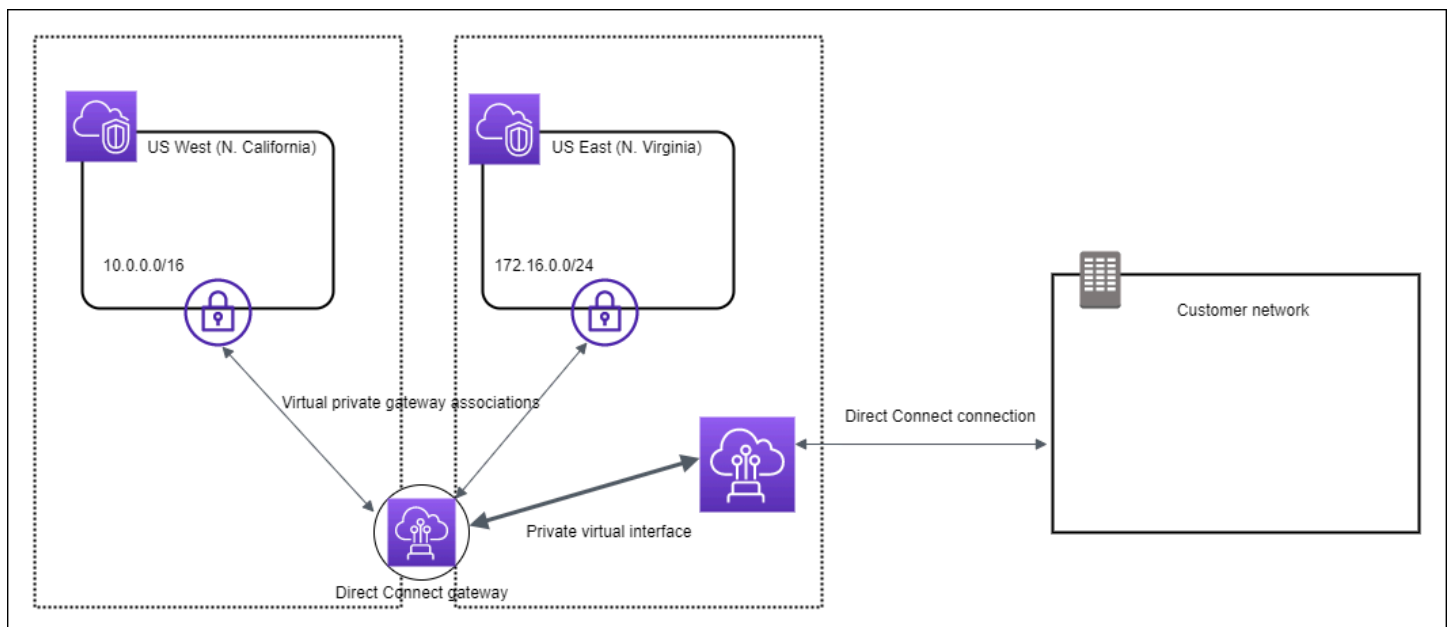 US West (N. California)
US East (N. Virginia)
10.0.0.0/16
172.16.0.0/24
Customer network
Virtual private gateway associations
Direct Connect connection
Private virtual interface
Direct Connect gateway